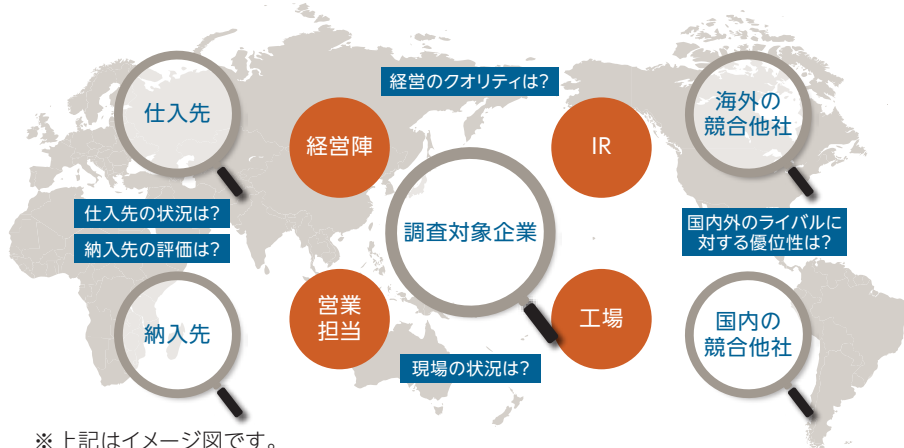 経営のクオリティは?
仕入先
経営陣
IR
海外の
競合他社
仕入先の状況は?
納入先の評価は?
調査対象企業
国内外のライバルに
対する優位性は?
営業
担当
工場
納入先
国内の
競合他社
現場の状況は?
※上記はイメージ図です。